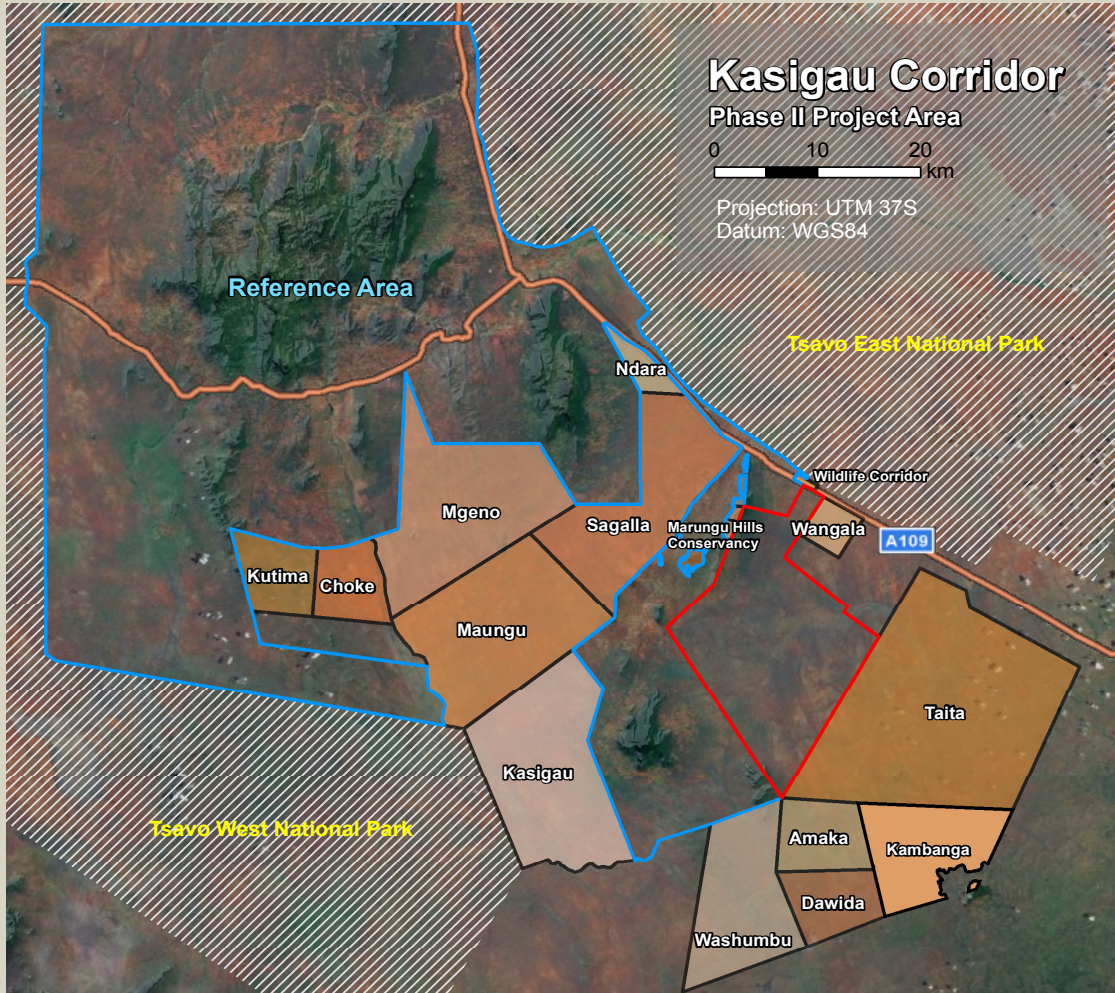 Kasigau Corridor
Phase II Project Area
0 10 20
km
Projection: UTM 37S
Datum: WGS84
Reference Area
Tsavo East National Park
Ndara
Wildlife Corridor
Mgeno
Sagalla
Marungu Hills
Conservancy
Wangala
A109
Kutima
Choke
Maungu
Taita
Kasigau
Tsavo West National Park
Amaka
Kambanga
Dawida
Washumbu